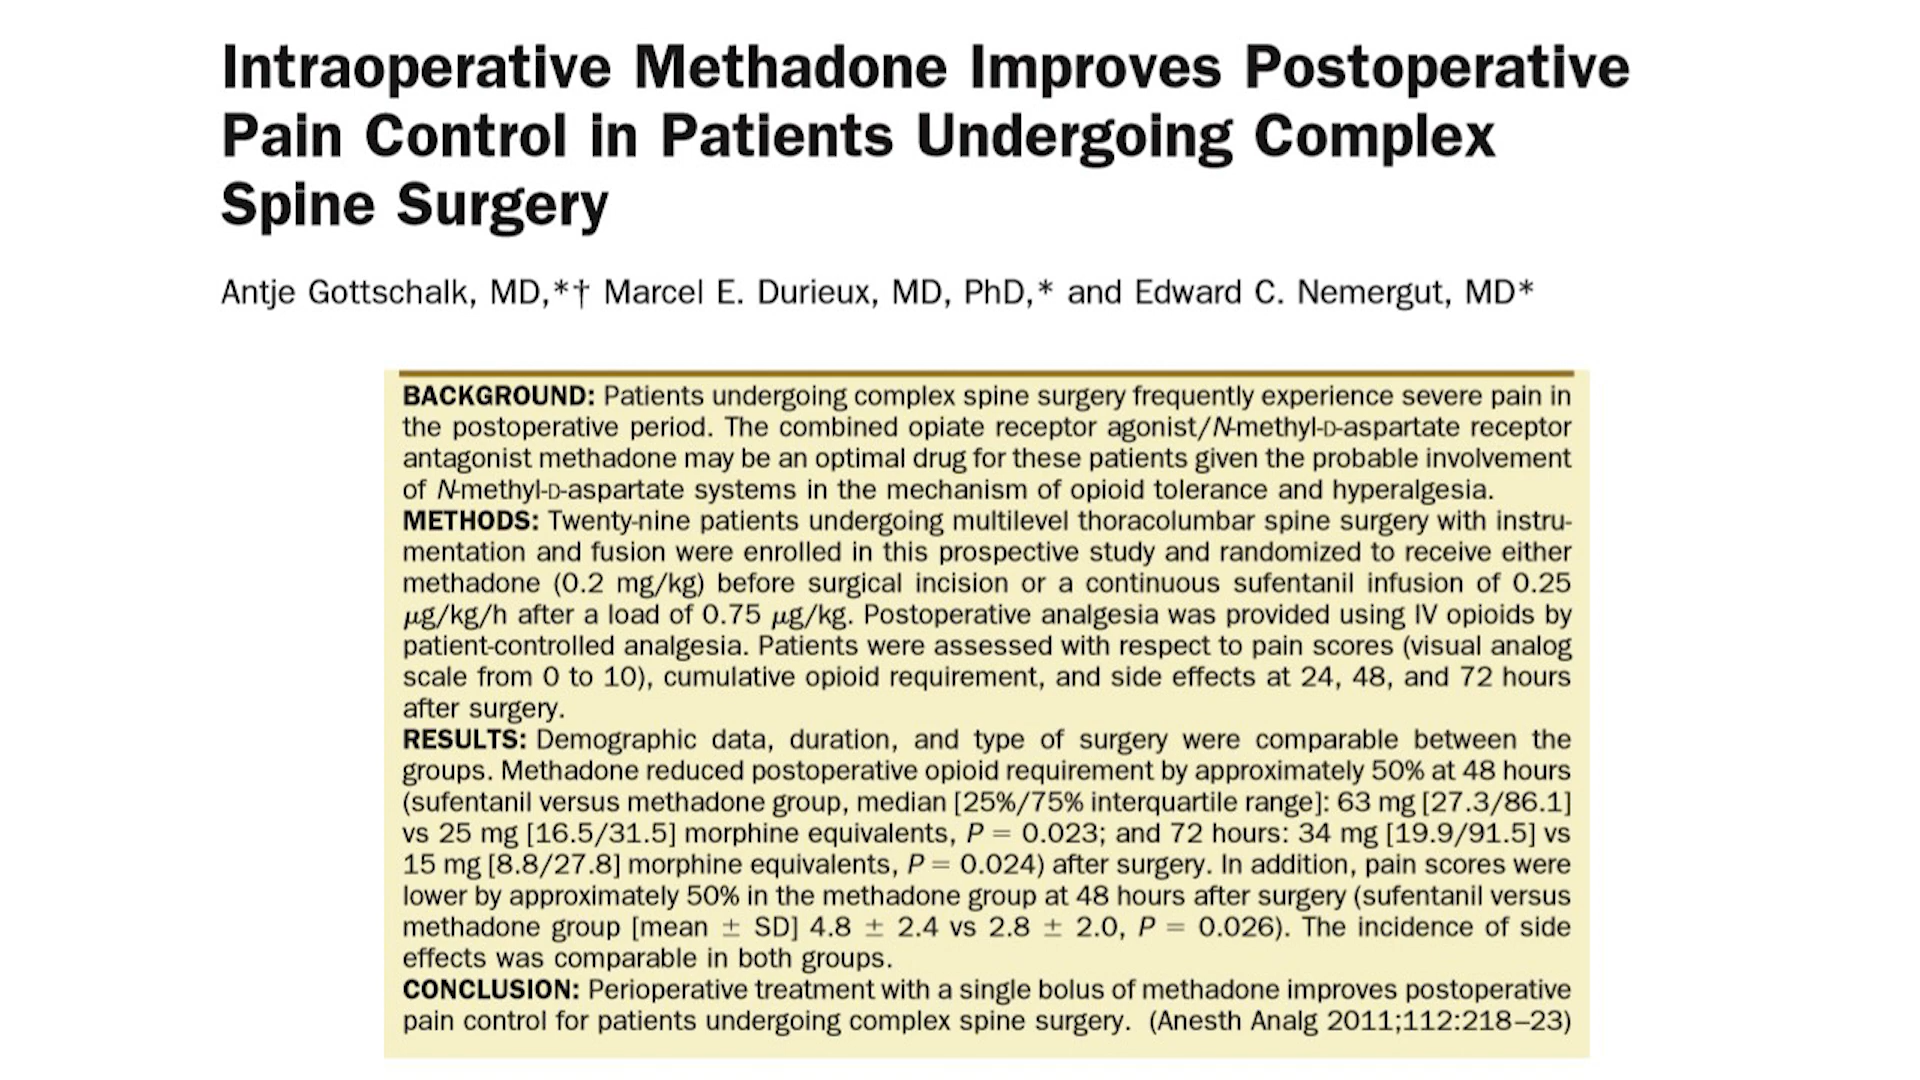 Intraoperative Methadone Improves Postoperative
Pain Control in Patients Undergoing Complex
Spine Surgery
Antje Gottschalk, MD,*† Marcel E. Durieux, MD, PhD,* and Edward C. Nemergut, MD*
BACKGROUND: Patients undergoing complex spine surgery frequently experience severe pain in
the postoperative period. The combined opiate receptor agonist/N-methyl-D-aspartate receptor
antagonist methadone may be an optimal drug for these patients given the probable involvement
of N-methyl-D-aspartate systems in the mechanism of opioid tolerance and hyperalgesia.
METHODS: Twenty-nine patients undergoing multilevel thoracolumbar spine surgery with instru-
mentation and fusion were enrolled in this prospective study and randomized to receive either
methadone (0.2 mg/kg) before surgical incision or a continuous sufentanil infusion of 0.25
μg/kg/h after a load of 0.75 μg/kg. Postoperative analgesia was provided using IV opioids by
patient-controlled analgesia. Patients were assessed with respect to pain scores (visual analog
scale from 0 to 10), cumulative opioid requirement, and side effects at 24, 48, and 72 hours
after surgery.
RESULTS: Demographic data, duration, and type of surgery were comparable between the
groups. Methadone reduced postoperative opioid requirement by approximately 50% at 48 hours
(sufentanil versus methadone group, median [25%/75% interquartile range]: 63 mg [27.3/86.1]
vs 25 mg [16.5/31.5] morphine equivalents, P = 0.023; and 72 hours: 34 mg [19.9/91.5] vs
15 mg [8.8/27.8] morphine equivalents, P = 0.024) after surgery. In addition, pain scores were
lower by approximately 50% in the methadone group at 48 hours after surgery (sufentanil versus
methadone group [mean ± SD] 4.8 ± 2.4 vs 2.8 ± 2.0, P = 0.026). The incidence of side
effects was comparable in both groups.
CONCLUSION: Perioperative treatment with a single bolus of methadone improves postoperative
pain control for patients undergoing complex spine surgery. (Anesth Analg 2011;112:218–23)